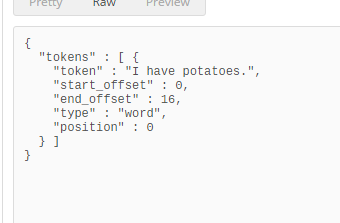 Pretty Raw Preview
{
"tokens" : [ {
"token" : "I have potatoes.",
"start_offset" : 0,
"end_offset" : 16,
"type" : "word",
"position" : 0
} ]
}